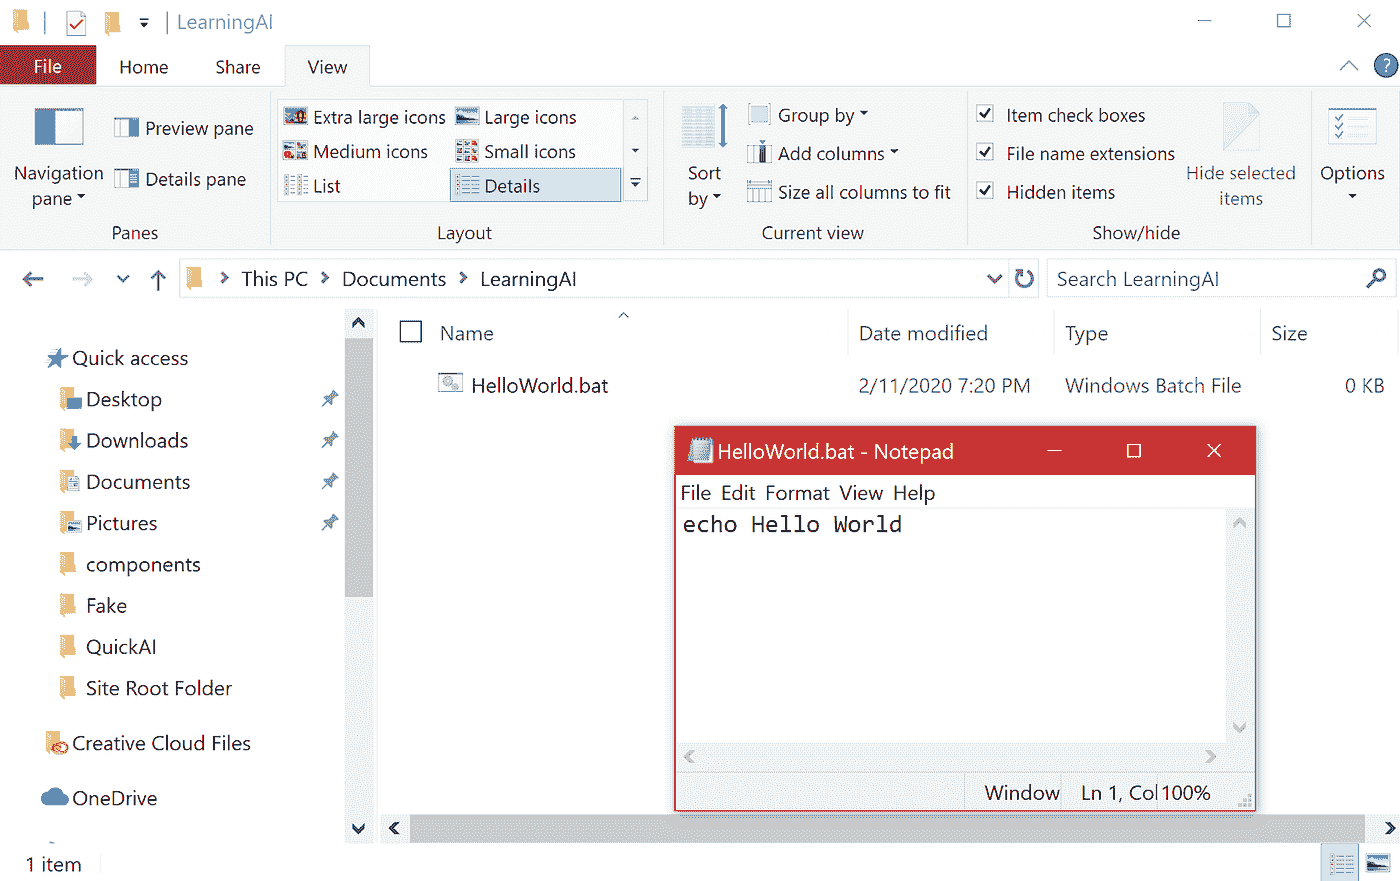 LearningAI
File Home Share View
Navigation pane
Preview pane
Details pane
Panes
Extra large icons Large icons
Medium icons Small icons
List Details
Layout
Sort by
Group by
Add columns
Size all columns to fit
Current view
Item check boxes
File name extensions
Hidden items
Hide selected items
Show/hide
Options
This PC Documents LearningAI
Search LearningAI
Quick access
Desktop
Downloads
Documents
Pictures
components
Fake
QuickAI
Site Root Folder
Creative Cloud Files
OneDrive
Name Date modified Type Size
HelloWorld.bat 2/11/2020 7:20 PM Windows Batch File 0 KB
HelloWorld.bat - Notepad
File Edit Format View Help
echo Hello World
Window Ln 1, Col 100%
1 item